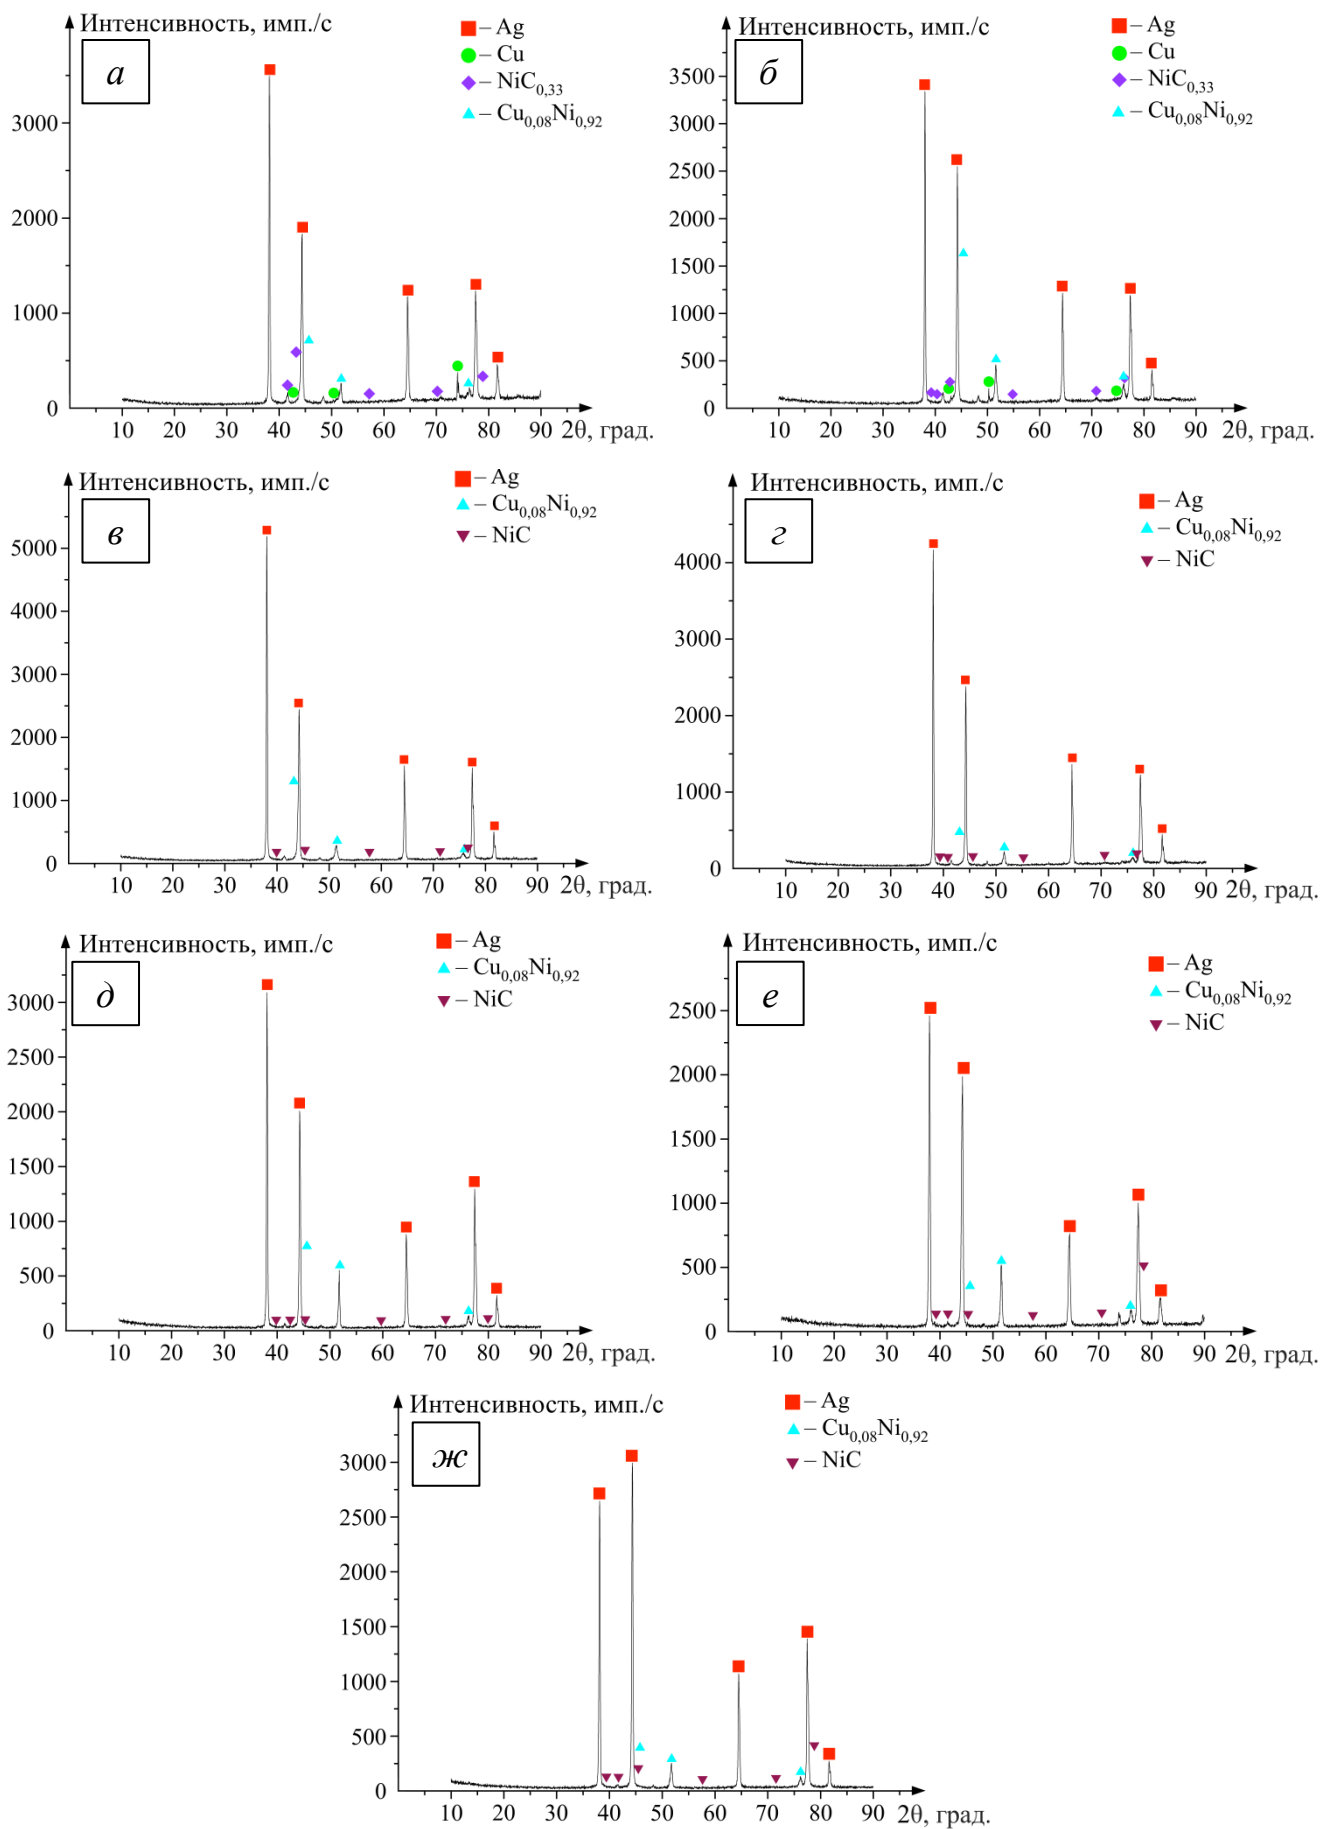 Интенсивность, имп./с
а
– Ag
– Cu
– NiC0,33
– Cu0,08Ni0,92
3000
2000
1000
0
10 20 30 40 50 60 70 80 90 2θ, град.
Интенсивность, имп./с
б
– Ag
– Cu
– NiC0,33
– Cu0,08Ni0,92
3500
3000
2500
2000
1500
1000
500
0
10 20 30 40 50 60 70 80 90 2θ, град.
Интенсивность, имп./с
в
– Ag
– Cu0,08Ni0,92
– NiC
5000
4000
3000
2000
1000
0
10 20 30 40 50 60 70 80 90 2θ, град.
Интенсивность, имп./с
г
– Ag
– Cu0,08Ni0,92
– NiC
4000
3000
2000
1000
0
10 20 30 40 50 60 70 80 90 2θ, град.
Интенсивность, имп./с
д
– Ag
– Cu0,08Ni0,92
– NiC
3000
2500
2000
1500
1000
500
0
10 20 30 40 50 60 70 80 90 2θ, град.
Интенсивность, имп./с
е
– Ag
– Cu0,08Ni0,92
– NiC
2500
2000
1500
1000
500
0
10 20 30 40 50 60 70 80 90 2θ, град.
Интенсивность, имп./с
ж
– Ag
– Cu0,08Ni0,92
– NiC
3000
2500
2000
1500
1000
500
0
10 20 30 40 50 60 70 80 90 2θ, град.